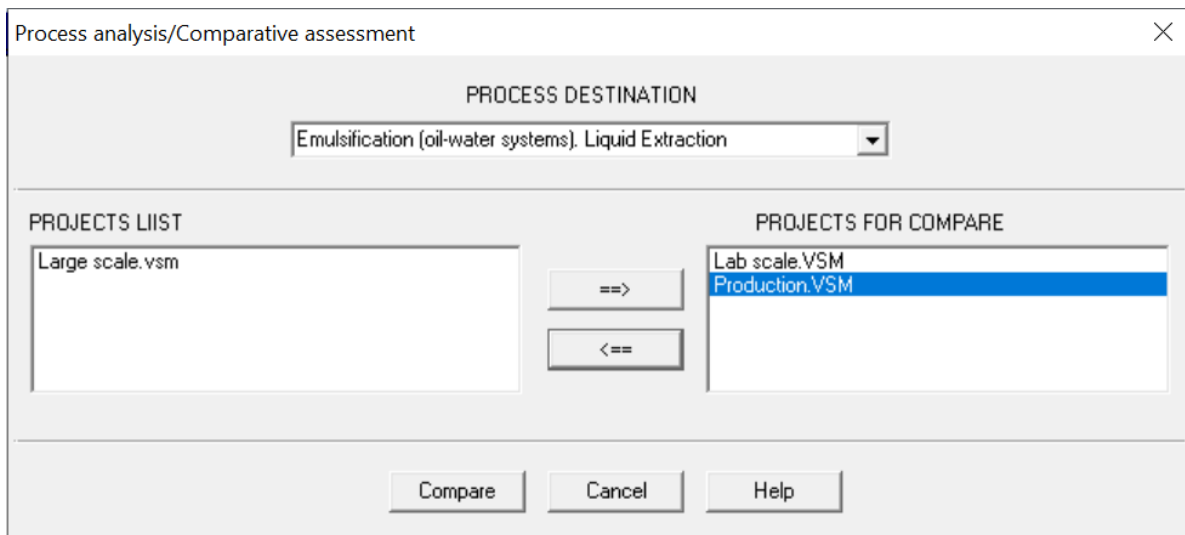 Process analysis/Comparative assessment
PROCESS DESTINATION
Emulsification (oil-water systems). Liquid Extraction
PROJECTS LIIST
PROJECTS FOR COMPARE
Large scale.vsm
Lab scale.VSM
Production.VSM
==>
<==
Compare
Cancel
Help